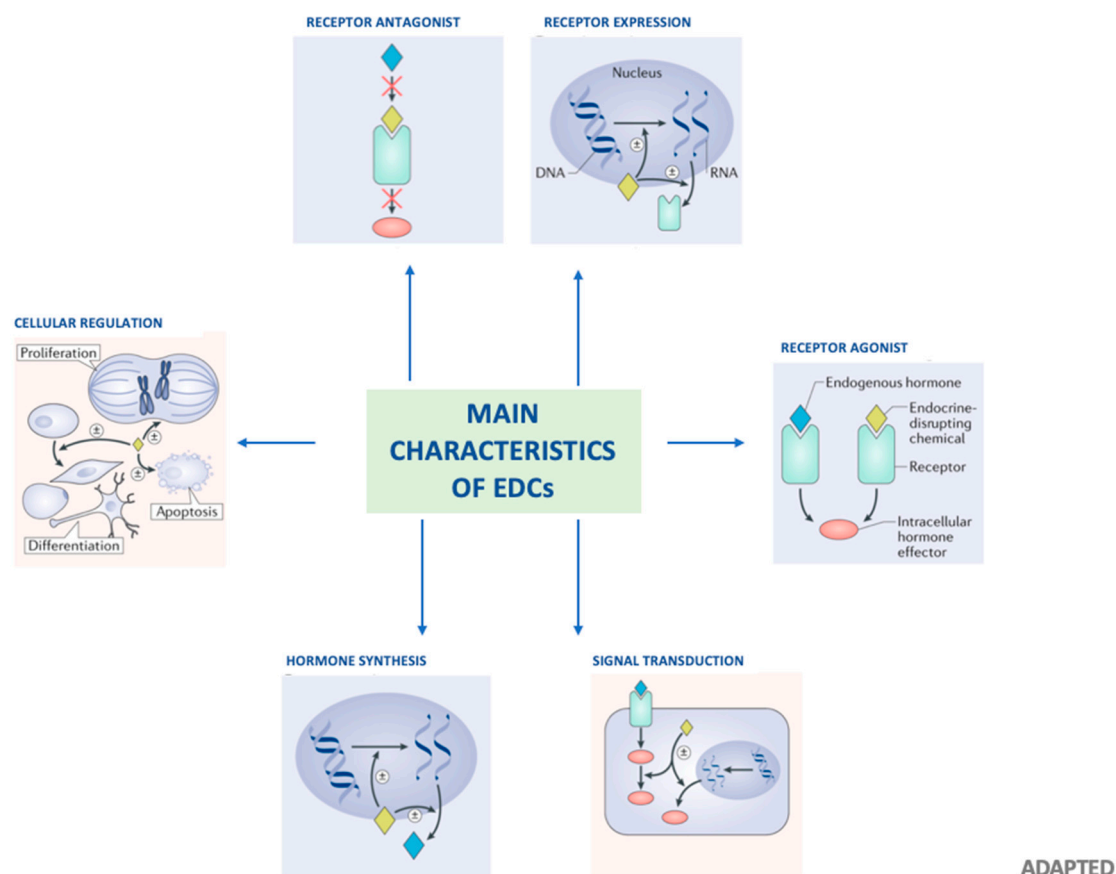 RECEPTOR ANTAGONIST
RECEPTOR EXPRESSION
Nucleus
DNA
RNA
±
±
CELLULAR REGULATION
Proliferation
±
±
±
Apoptosis
Differentiation
MAIN
CHARACTERISTICS
OF EDCs
RECEPTOR AGONIST
Endogenous hormone
Endocrine-
disrupting
chemical
Receptor
Intracellular
hormone
effector
HORMONE SYNTHESIS
±
±
SIGNAL TRANSDUCTION
±
ADAPTED